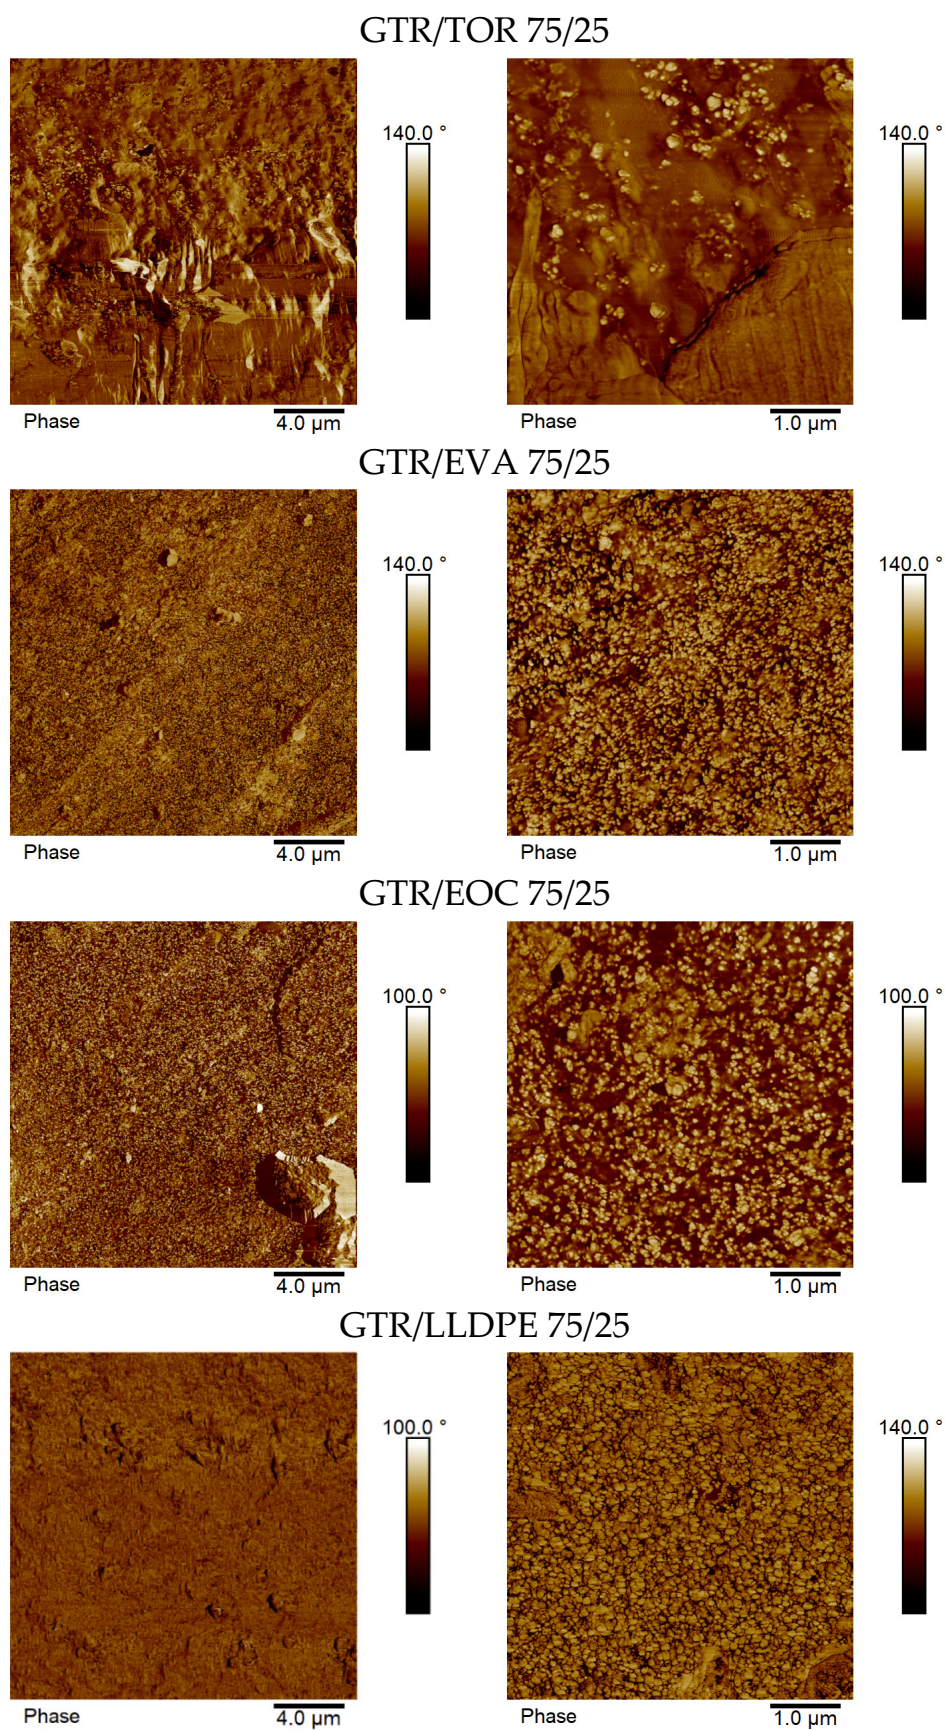 GTR/TOR 75/25
140.0 °
140.0 °
Phase
4.0 µm
Phase
1.0 µm
GTR/EVA 75/25
140.0 °
140.0 °
Phase
4.0 µm
Phase
1.0 µm
GTR/EOC 75/25
100.0 °
100.0 °
Phase
4.0 µm
Phase
1.0 µm
GTR/LLDPE 75/25
100.0 °
140.0 °
Phase
4.0 µm
Phase
1.0 µm